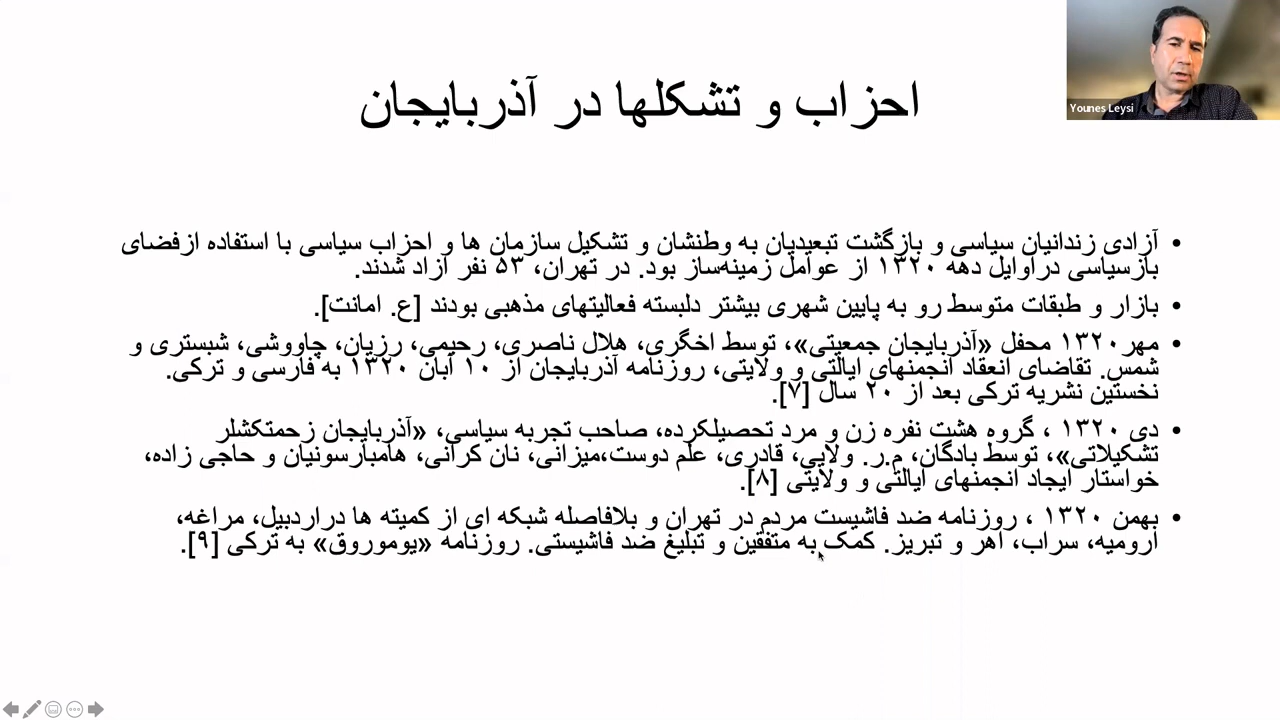 احزاب و تشکلها در آذربایجان
Younes Leysi
• آزادی زندانیان سیاسی و بازگشت تبعیدیان به وطنشان و تشکیل سازمان ها و احزاب سیاسی با استفاده ازفضای
بازسیاسی دراوایل دهه ۱۳۲۰ از عوامل زمینه‌ساز بود. در تهران، ۵۳ نفر آزاد شدند.
• بازار و طبقات متوسط رو به پایین شهری بیشتر دلبسته فعالیتهای مذهبی بودند [ع. امانت].
• مهر۱۳۲۰ محفل «آذربایجان جمعیتی»، توسط اخگری، هلال ناصری، رحیمی، رزیان، چاووشی، شبستری و
شمس. تقاضای انعقاد انجمنهای ایالتی و ولایتی، روزنامه آذربایجان از ۱۰ آبان ۱۳۲۰ به فارسی و ترکی.
نخستین نشریه ترکی بعد از ۲۰ سال [۷].
• دی ۱۳۲۰ ، گروه هشت نفره زن و مرد تحصیلکرده، صاحب تجربه سیاسی، «آذربایجان زحمتکشلر
تشکیلاتی»، توسط بادگان، م.ر. ولایی، قادری، علم دوست،میزانی، نان کرانی، هامبارسونیان و حاجی زاده،
خواستار ایجاد انجمنهای ایالتی و ولایتی [۸].
• بهمن ۱۳۲۰ ، روزنامه ضد فاشیست مردم در تهران و بلافاصله شبکه ای از کمیته ها دراردبیل، مراغه،
ارومیه، سراب، اهر و تبریز. کمک به متفقین و تبلیغ ضد فاشیستی. روزنامه «یوموروق» به ترکی [۹].